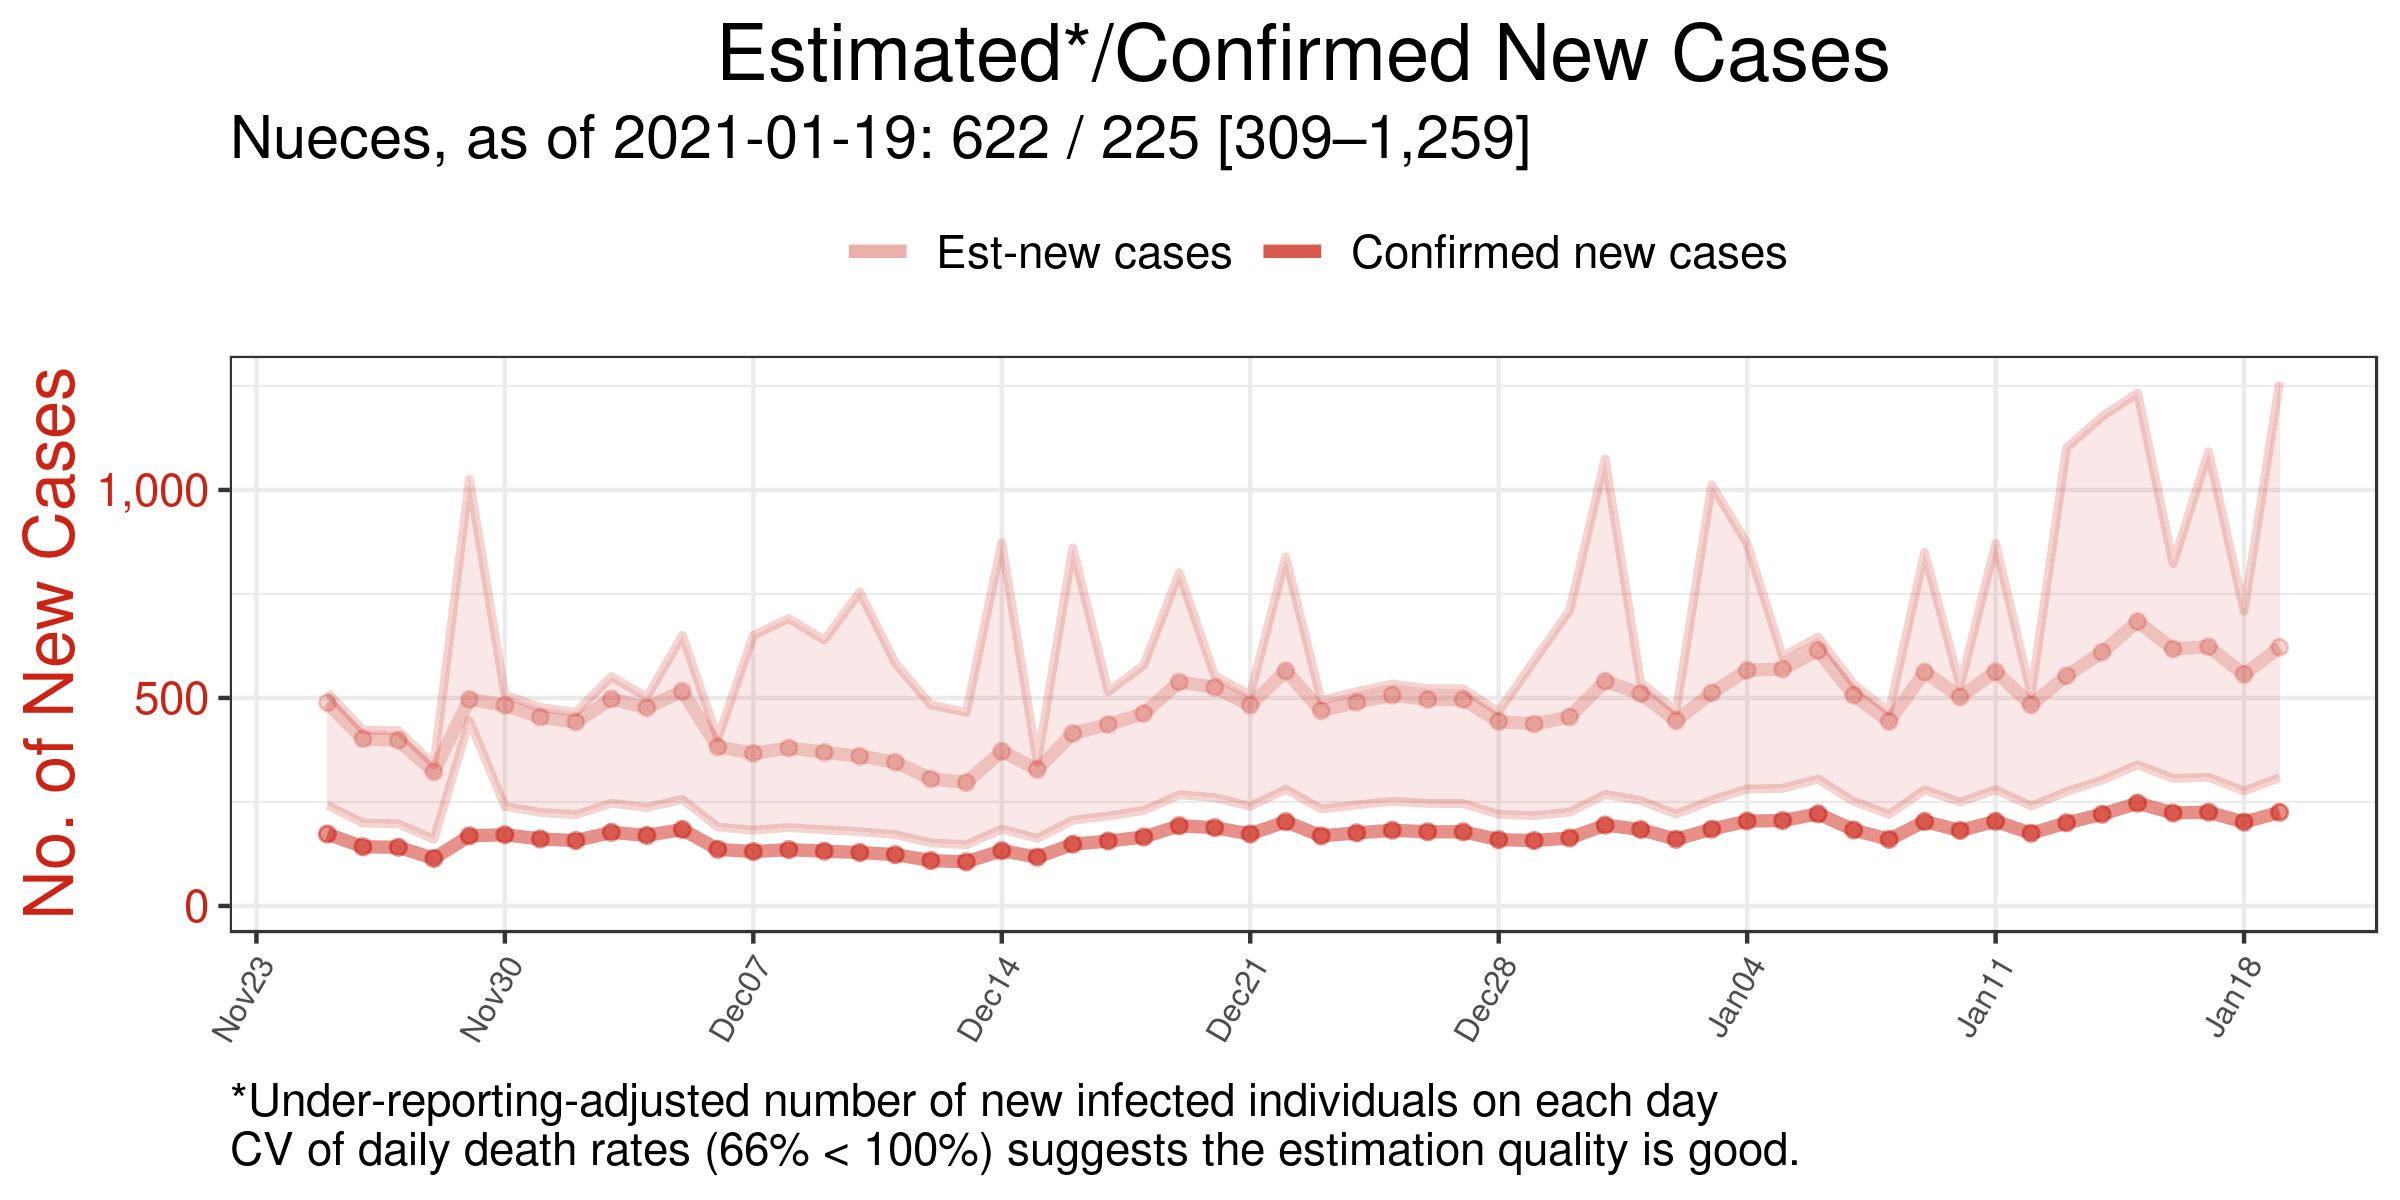 Estimated*/Confirmed New Cases
Nueces, as of 2021-01-19: 622 / 225 [309–1,259]
Est-new cases Confirmed new cases
No. of New Cases
1,000
500
0
Nov23 Nov30 Dec07 Dec14 Dec21 Dec28 Jan04 Jan11 Jan18
*Under-reporting-adjusted number of new infected individuals on each day
CV of daily death rates (66% < 100%) suggests the estimation quality is good.